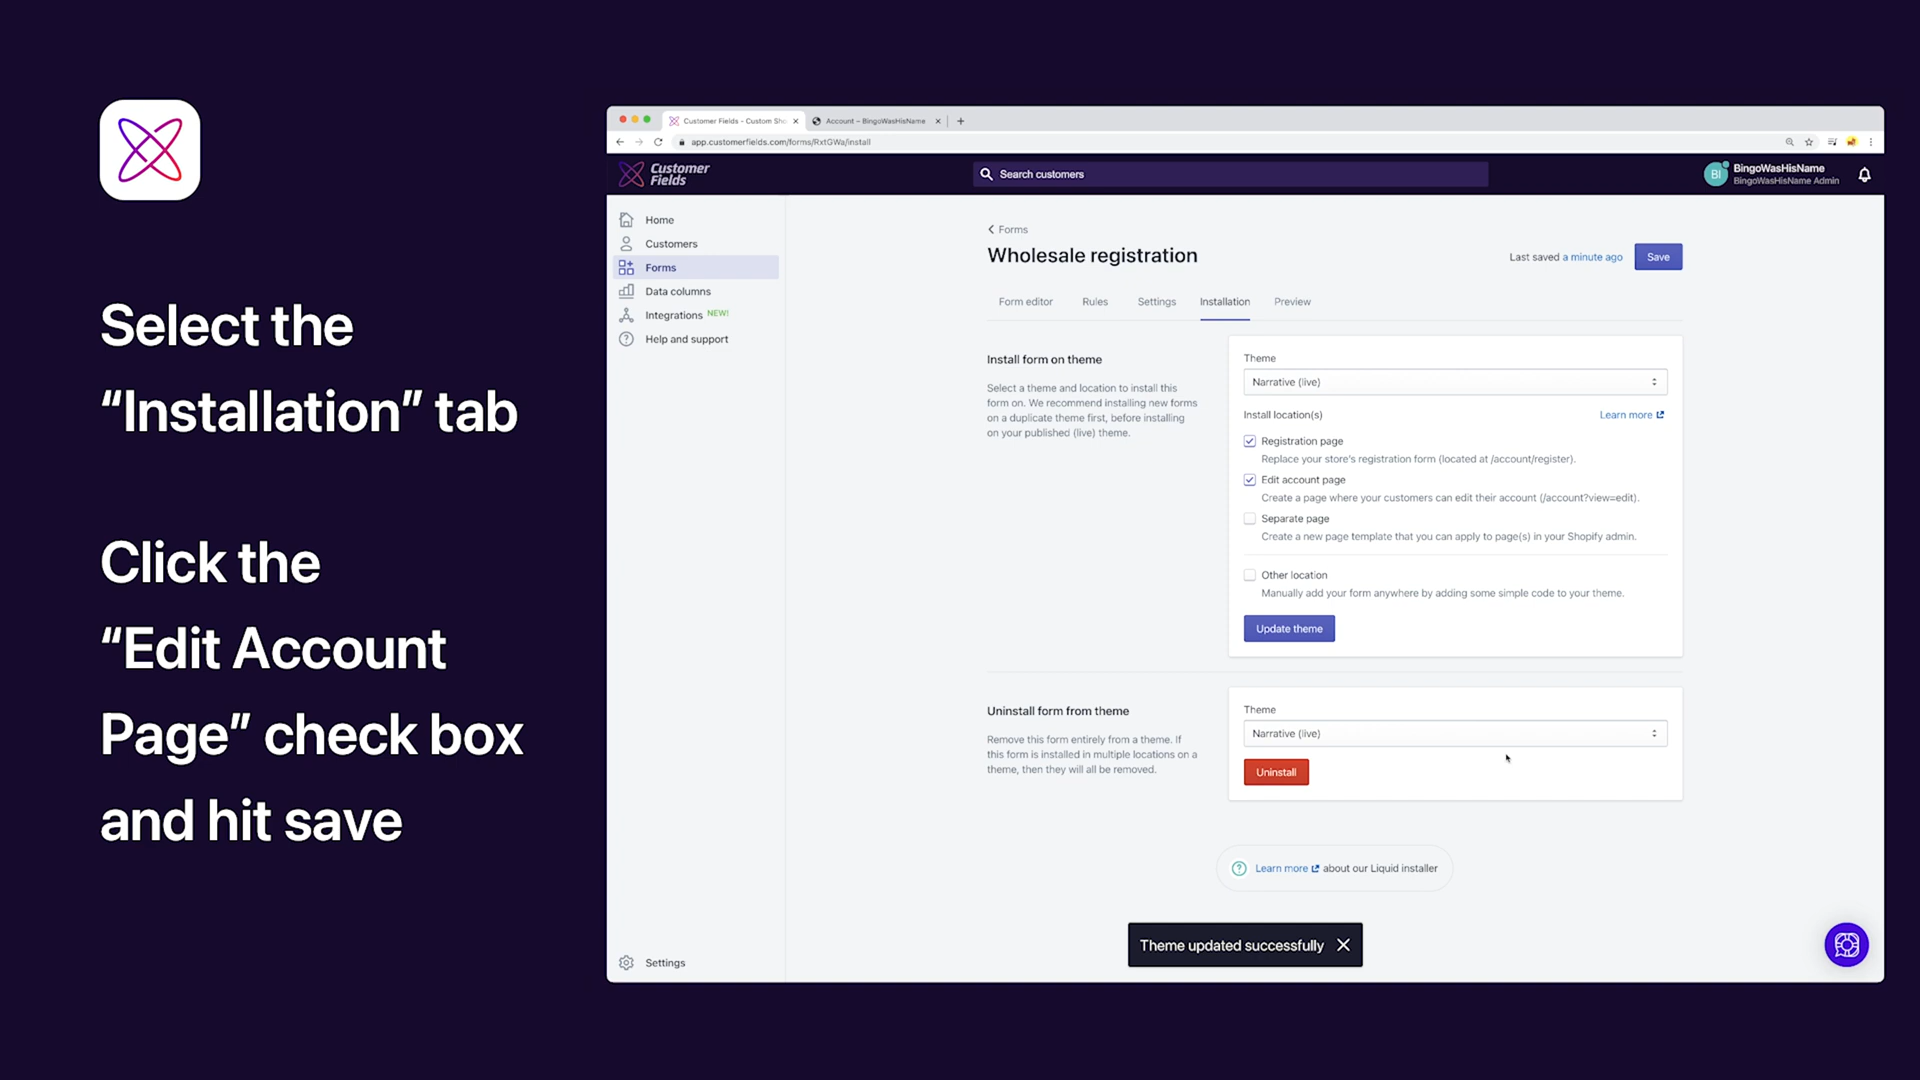 Select the
“Installation” tab
Click the
“Edit Account
Page” check box
and hit save
Customer Fields - Custom Sho
Account – BingoWasHisName
app.customerfields.com/forms/RxtGWa/install
Customer
Fields
Search customers
BI
BingoWasHisName
BingoWasHisName Admin
Home
Customers
Forms
Data columns
Integrations NEW!
Help and support
Settings
Forms
Wholesale registration
Last saved a minute ago
Save
Form editor
Rules
Settings
Installation
Preview
Install form on theme
Select a theme and location to install this
form on. We recommend installing new forms
on a duplicate theme first, before installing
on your published (live) theme.
Theme
Narrative (live)
Install location(s)
Learn more
Registration page
Replace your store's registration form (located at /account/register).
Edit account page
Create a page where your customers can edit their account (/account?view=edit).
Separate page
Create a new page template that you can apply to page(s) in your Shopify admin.
Other location
Manually add your form anywhere by adding some simple code to your theme.
Update theme
Uninstall form from theme
Remove this form entirely from a theme. If
this form is installed in multiple locations on a
theme, then they will all be removed.
Theme
Narrative (live)
Uninstall
Learn more about our Liquid installer
Theme updated successfully